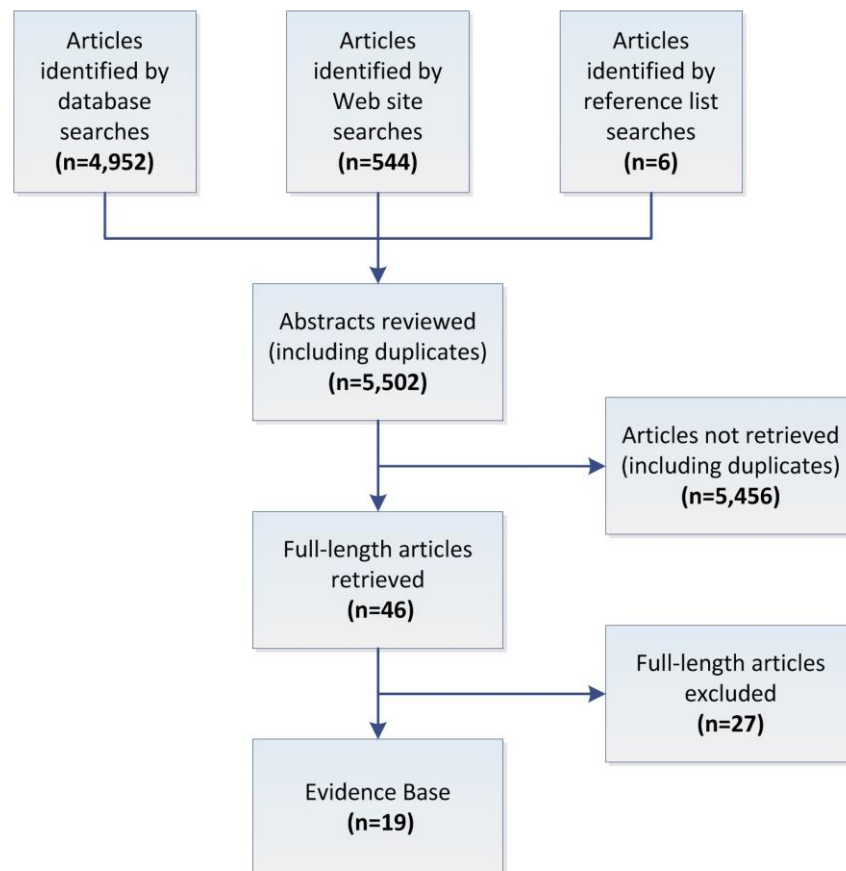 Articles
identified by
database
searches
(n=4,952)
Articles
identified by
Web site
searches
(n=544)
Articles
identified by
reference list
searches
(n=6)
Abstracts reviewed
(including duplicates)
(n=5,502)
Articles not retrieved
(including duplicates)
(n=5,456)
Full-length articles
retrieved
(n=46)
Full-length articles
excluded
(n=27)
Evidence Base
(n=19)